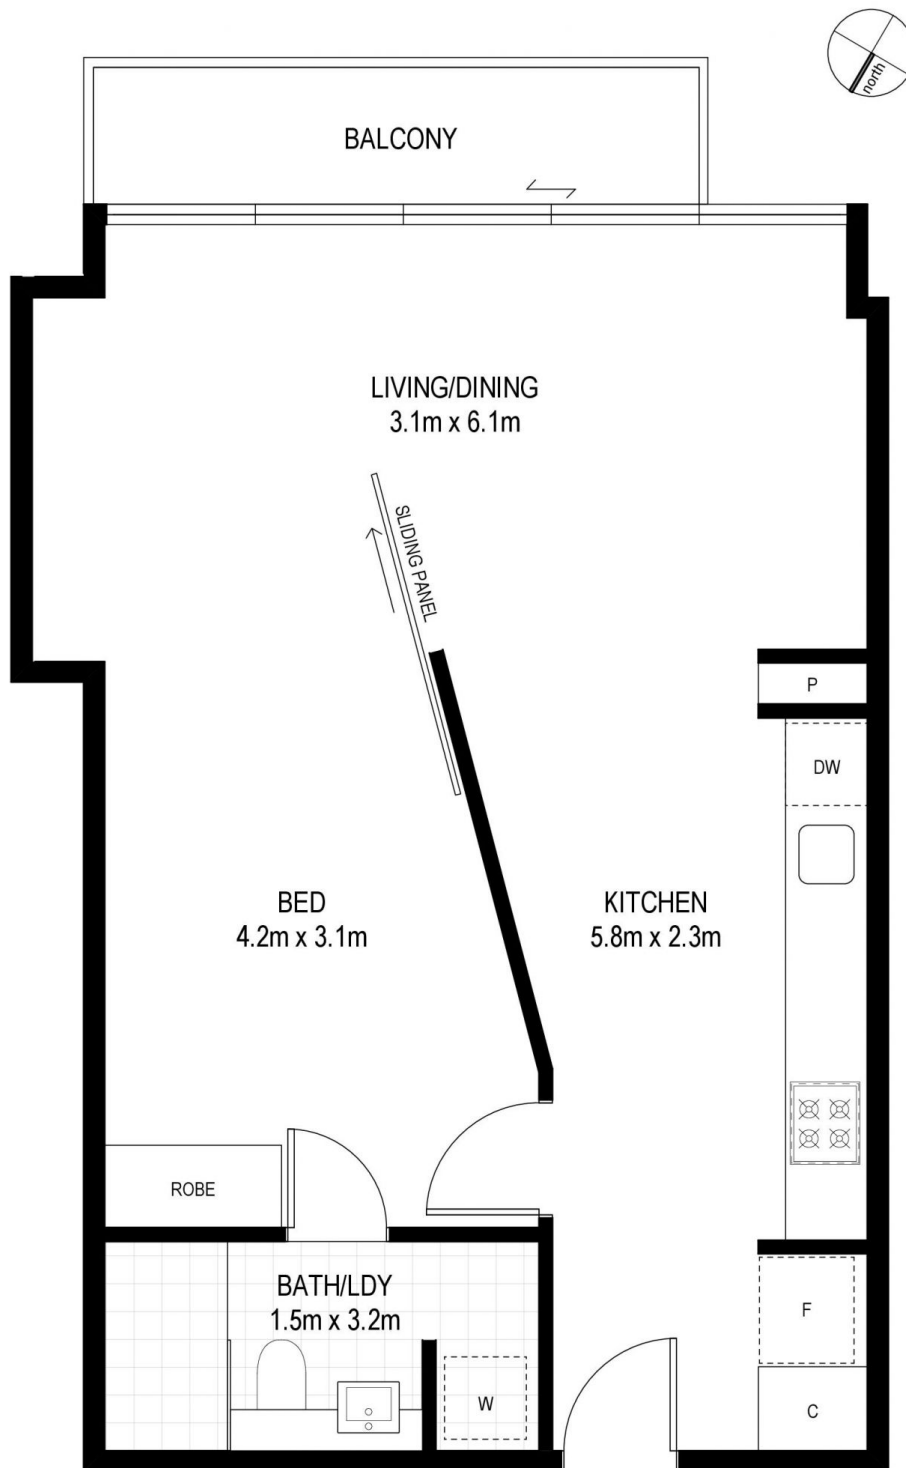 north
BALCONY
LIVING/DINING
3.1m x 6.1m
SLIDING PANEL
P
DW
BED
4.2m x 3.1m
KITCHEN
5.8m x 2.3m
ROBE
BATH/LDY
1.5m x 3.2m
F
W
C